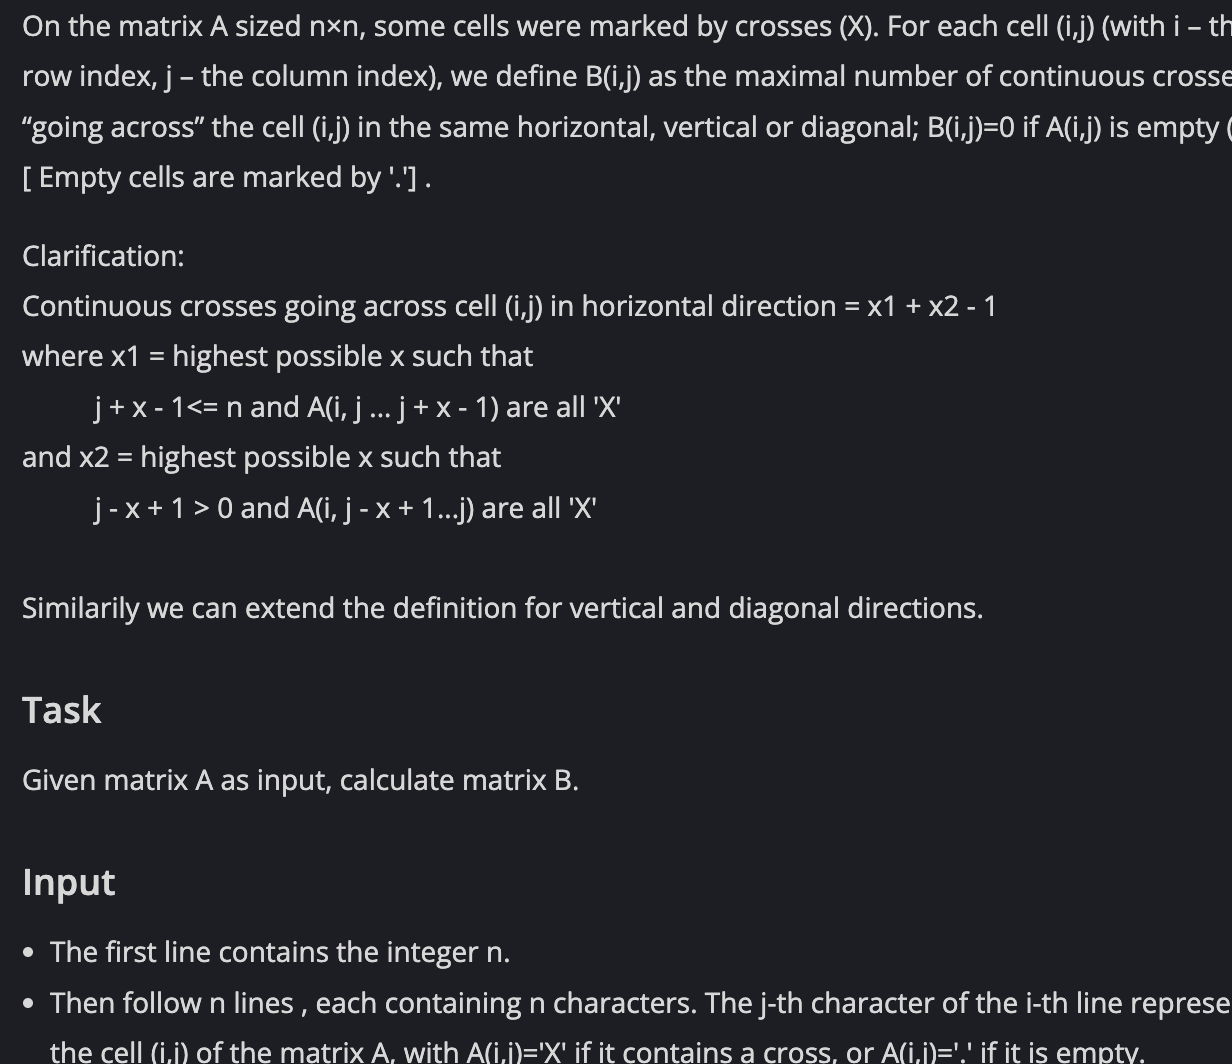 On the matrix A sized n×n, some cells were marked by crosses (X). For each cell (i,j) (with i – th
row index, j – the column index), we define B(i,j) as the maximal number of continuous crosse
“going across” the cell (i,j) in the same horizontal, vertical or diagonal; B(i,j)=0 if A(i,j) is empty (
[ Empty cells are marked by '.'] .
Clarification:
Continuous crosses going across cell (i,j) in horizontal direction = x1 + x2 - 1
where x1 = highest possible x such that
j + x - 1<= n and A(i, j ... j + x - 1) are all 'X'
and x2 = highest possible x such that
j - x + 1 > 0 and A(i, j - x + 1...j) are all 'X'
Similarily we can extend the definition for vertical and diagonal directions.
Task
Given matrix A as input, calculate matrix B.
Input
• The first line contains the integer n.
• Then follow n lines , each containing n characters. The j-th character of the i-th line represe
the cell (i,j) of the matrix A, with A(i,j)='X' if it contains a cross, or A(i,j)='.' if it is empty.